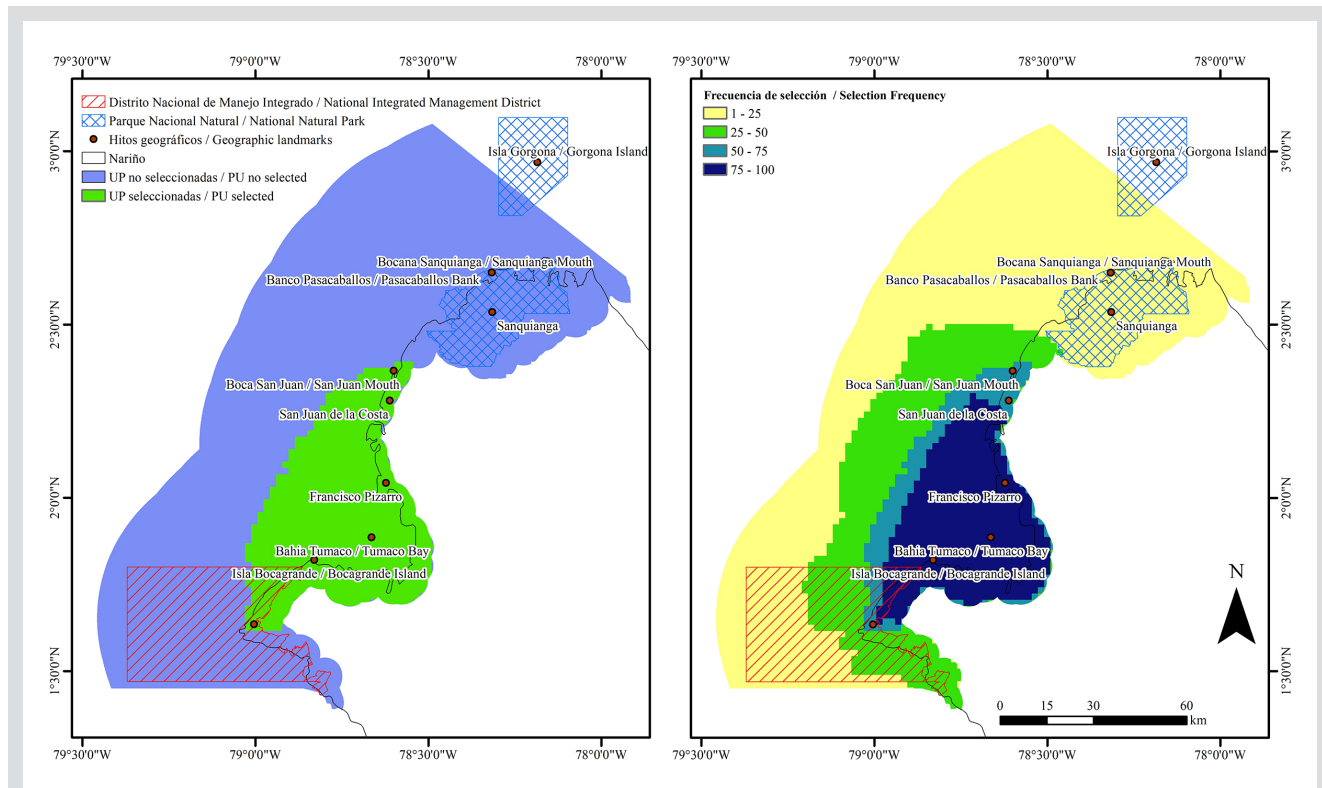 79°30'0"W 79°0'0"W 78°30'0"W 78°0'0"W
Distrito Nacional de Manejo Integrado / National Integrated Management District
Parque Nacional Natural / National Natural Park
Hitos geográficos / Geographic landmarks
Nariño
UP no seleccionadas / PU no selected
UP seleccionadas / PU selected
3°0'0"N
2°30'0"N
2°0'0"N
1°30'0"N
Isla Gorgona / Gorgona Island
Bocana Sanquianga / Sanquianga Mouth
Banco Pasacaballos / Pasacaballos Bank
Sanquianga
Boca San Juan / San Juan Mouth
San Juan de la Costa
Francisco Pizarro
Bahia Tumaco / Tumaco Bay
Isla Bocagrande / Bocagrande Island
79°30'0"W 79°0'0"W 78°30'0"W 78°0'0"W
79°30'0"W 79°0'0"W 78°30'0"W 78°0'0"W
Frecuencia de selección / Selection Frequency
1 - 25
25 - 50
50 - 75
75 - 100
Isla Gorgona / Gorgona Island
Bocana Sanquianga / Sanquianga Mouth
Banco Pasacaballos / Pasacaballos Bank
Sanquianga
Boca San Juan / San Juan Mouth
San Juan de la Costa
Francisco Pizarro
Bahia Tumaco / Tumaco Bay
Isla Bocagrande / Bocagrande Island
3°0'0"N
2°30'0"N
2°0'0"N
1°30'0"N
N
0 15 30 60
km
79°30'0"W 79°0'0"W 78°30'0"W 78°0'0"W